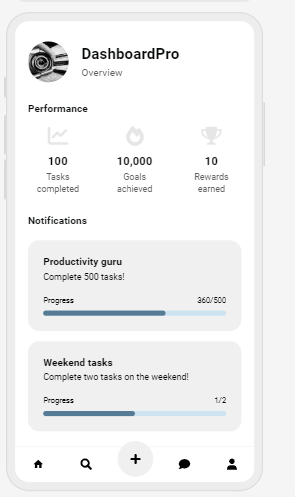 DashboardPro
Overview
Performance
100
Tasks
completed
10,000
Goals
achieved
10
Rewards
earned
Notifications
Productivity guru
Complete 500 tasks!
Progress 360/500
Weekend tasks
Complete two tasks on the weekend!
Progress 1/2